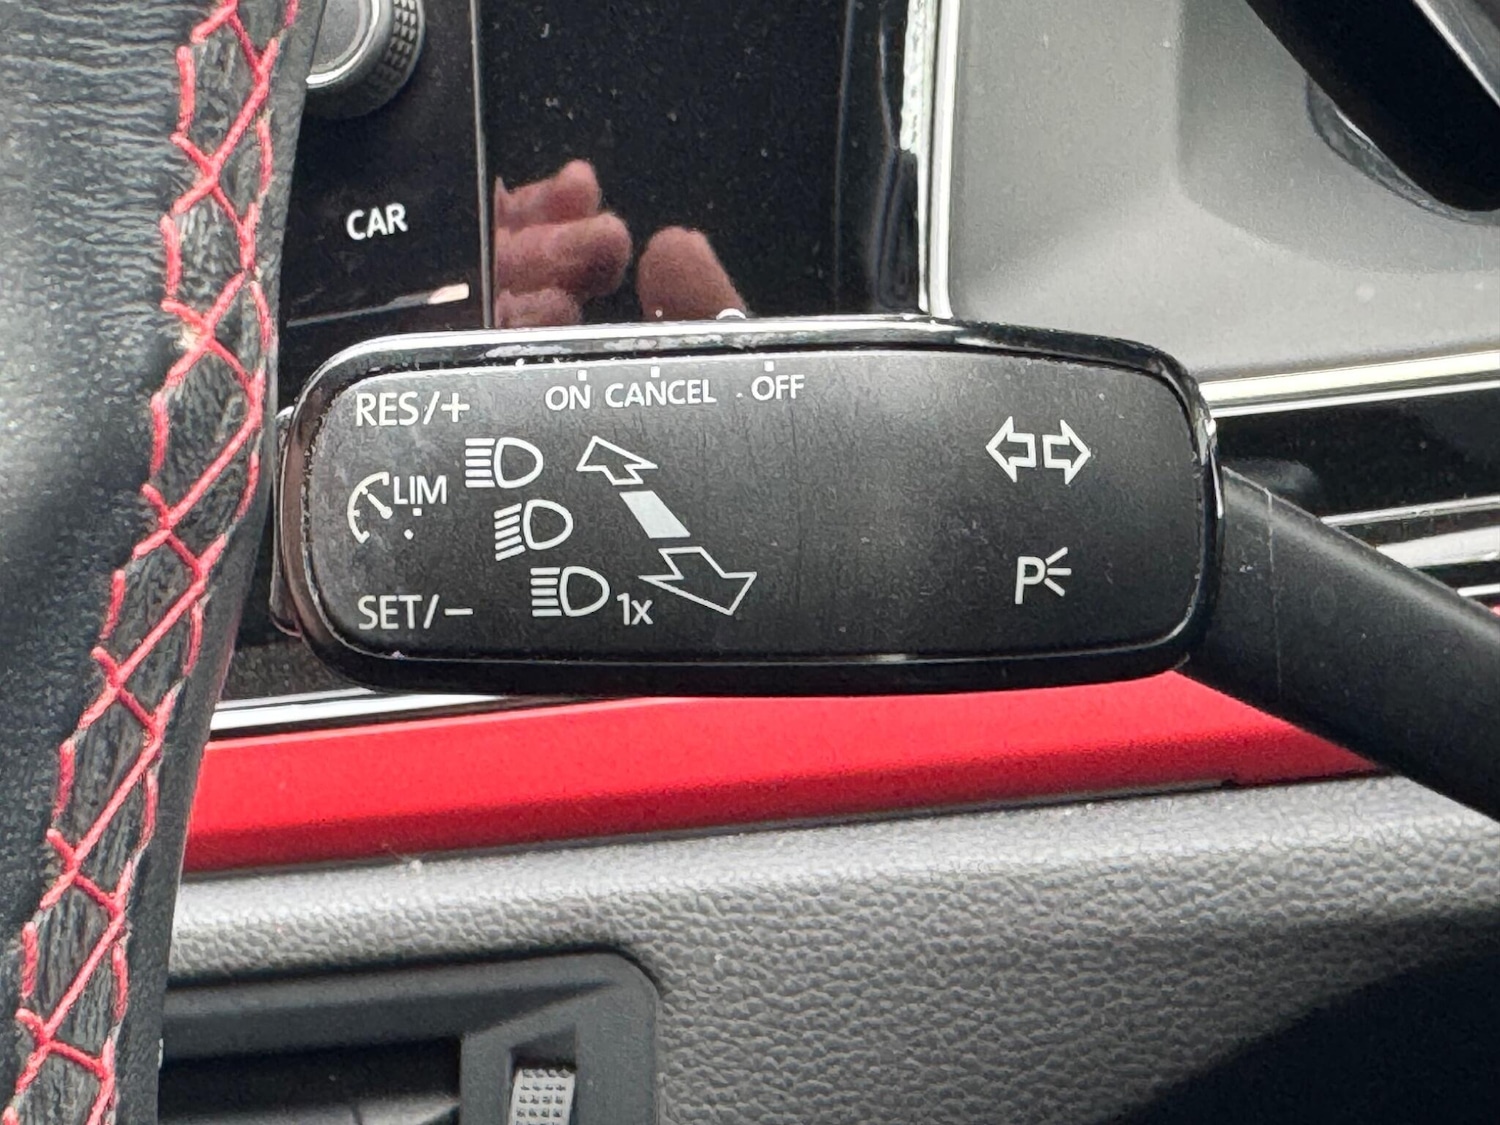 CAR
RES/+
ON CANCEL OFF
LIM
P
SET/−
1x